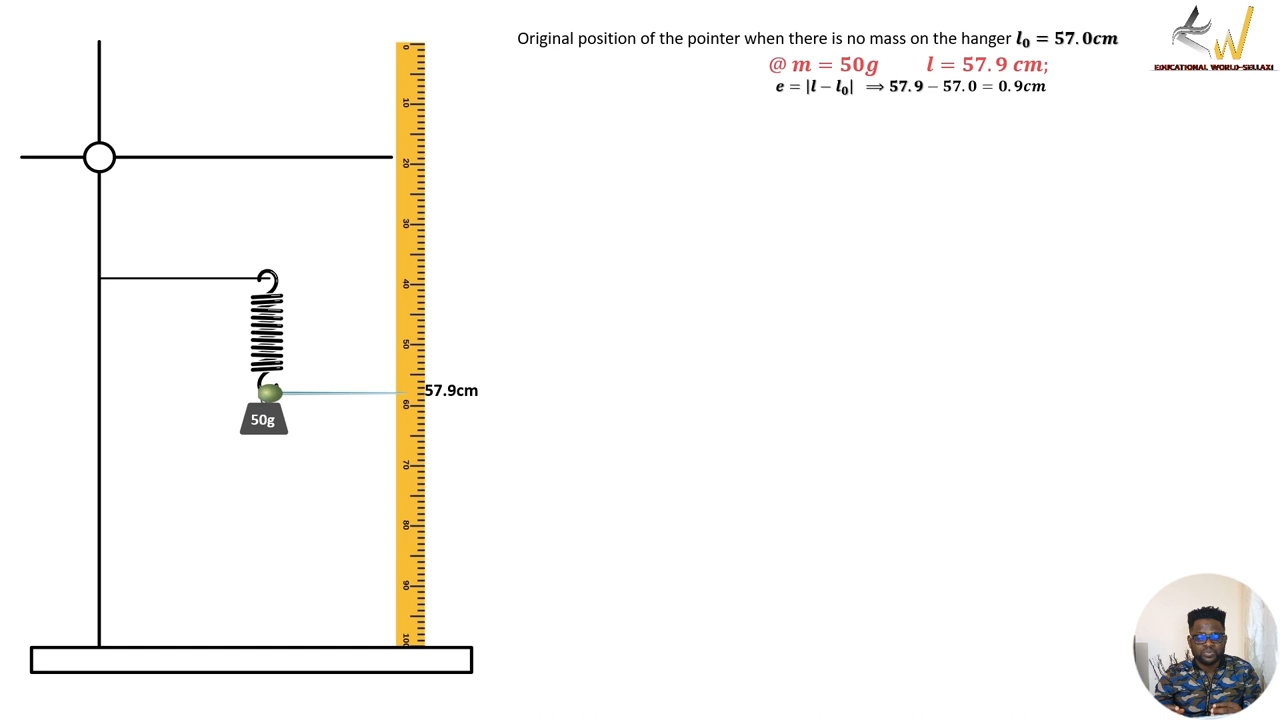 Original position of the pointer when there is no mass on the hanger l₀ = 57.0cm
@ m = 50g l = 57.9 cm;
e = |l − l₀| ⟹ 57.9 − 57.0 = 0.9cm
EDUCATIONAL WORLD-SELLAXI
0
10
20
30
40
50
57.9cm
60
50g
70
80
90
100